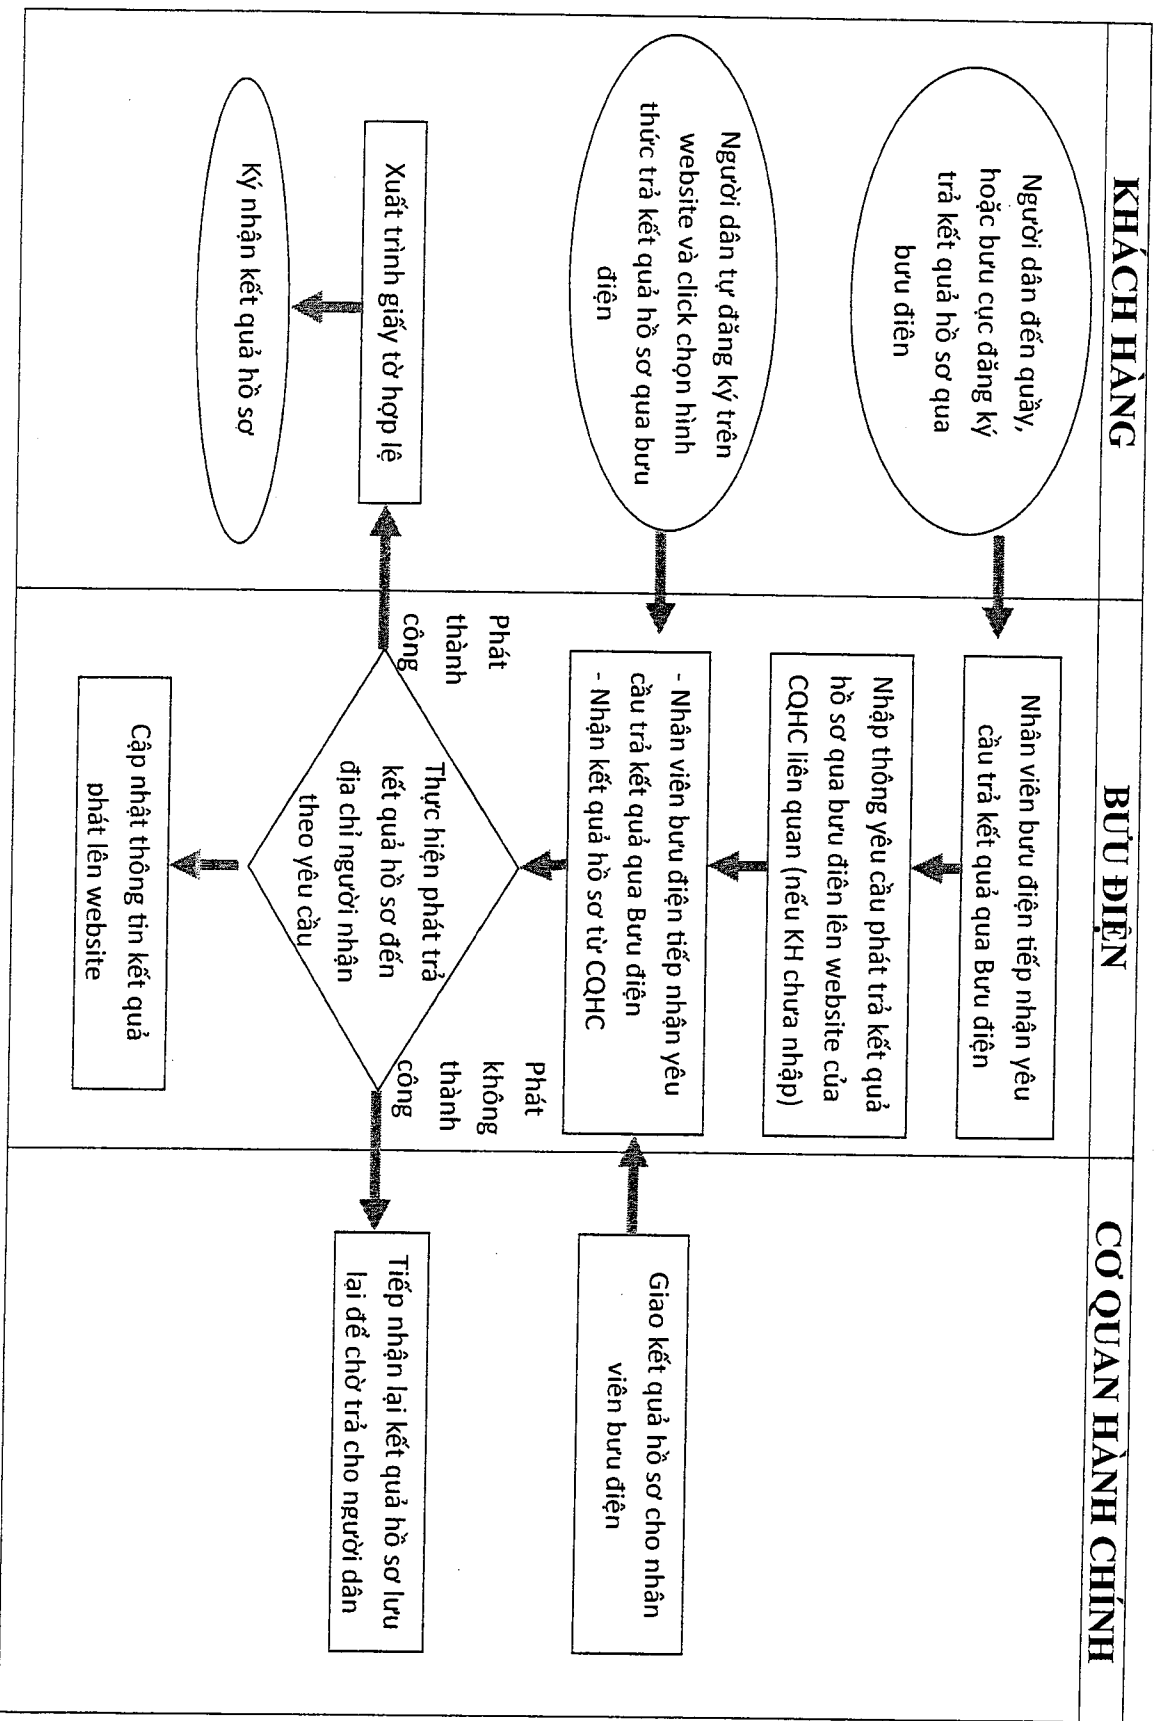 KHÁCH HÀNG
BƯU ĐIỆN
CƠ QUAN HÀNH CHÍNH
Người dân đến quầy,
hoặc bưu cục đăng ký
trả kết quả hồ sơ qua
bưu điên
Nhân viên bưu điện tiếp nhận yêu
cầu trả kết quả qua Bưu điện
Nhập thông yêu cầu phát trả kết quả
hồ sơ qua bưu điên lên website của
CQHC liên quan (nếu KH chưa nhập)
Người dân tự đăng ký trên
website và click chọn hình
thức trả kết quả hồ sơ qua bưu
điện
- Nhân viên bưu điện tiếp nhận yêu
cầu trả kết quả qua Bưu điện
- Nhận kết quả hồ sơ từ CQHC
Giao kết quả hồ sơ cho nhân
viên bưu điện
Phát
thành
công
Thực hiện phát trả
kết quả hồ sơ đến
địa chỉ người nhận
theo yêu cầu
Phát
không
thành
công
Xuất trình giấy tờ hợp lệ
Tiếp nhận lại kết quả hồ sơ lưu
lại để chờ trả cho người dân
Ký nhận kết quả hồ sơ
Cập nhật thông tin kết quả
phát lên website